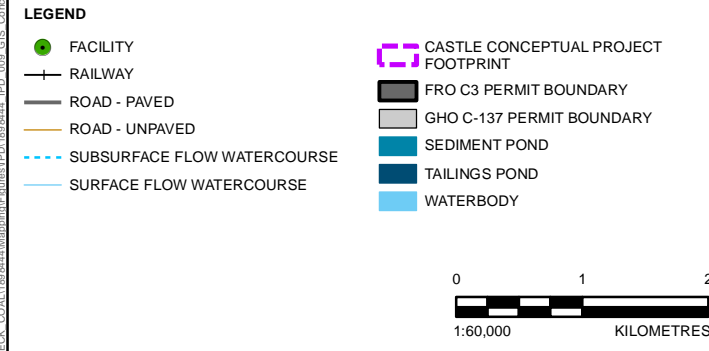 LEGEND
FACILITY
RAILWAY
ROAD - PAVED
ROAD - UNPAVED
SUBSURFACE FLOW WATERCOURSE
SURFACE FLOW WATERCOURSE
CASTLE CONCEPTUAL PROJECT
FOOTPRINT
FRO C3 PERMIT BOUNDARY
GHO C-137 PERMIT BOUNDARY
SEDIMENT POND
TAILINGS POND
WATERBODY
0 1 2
1:60,000 KILOMETRES